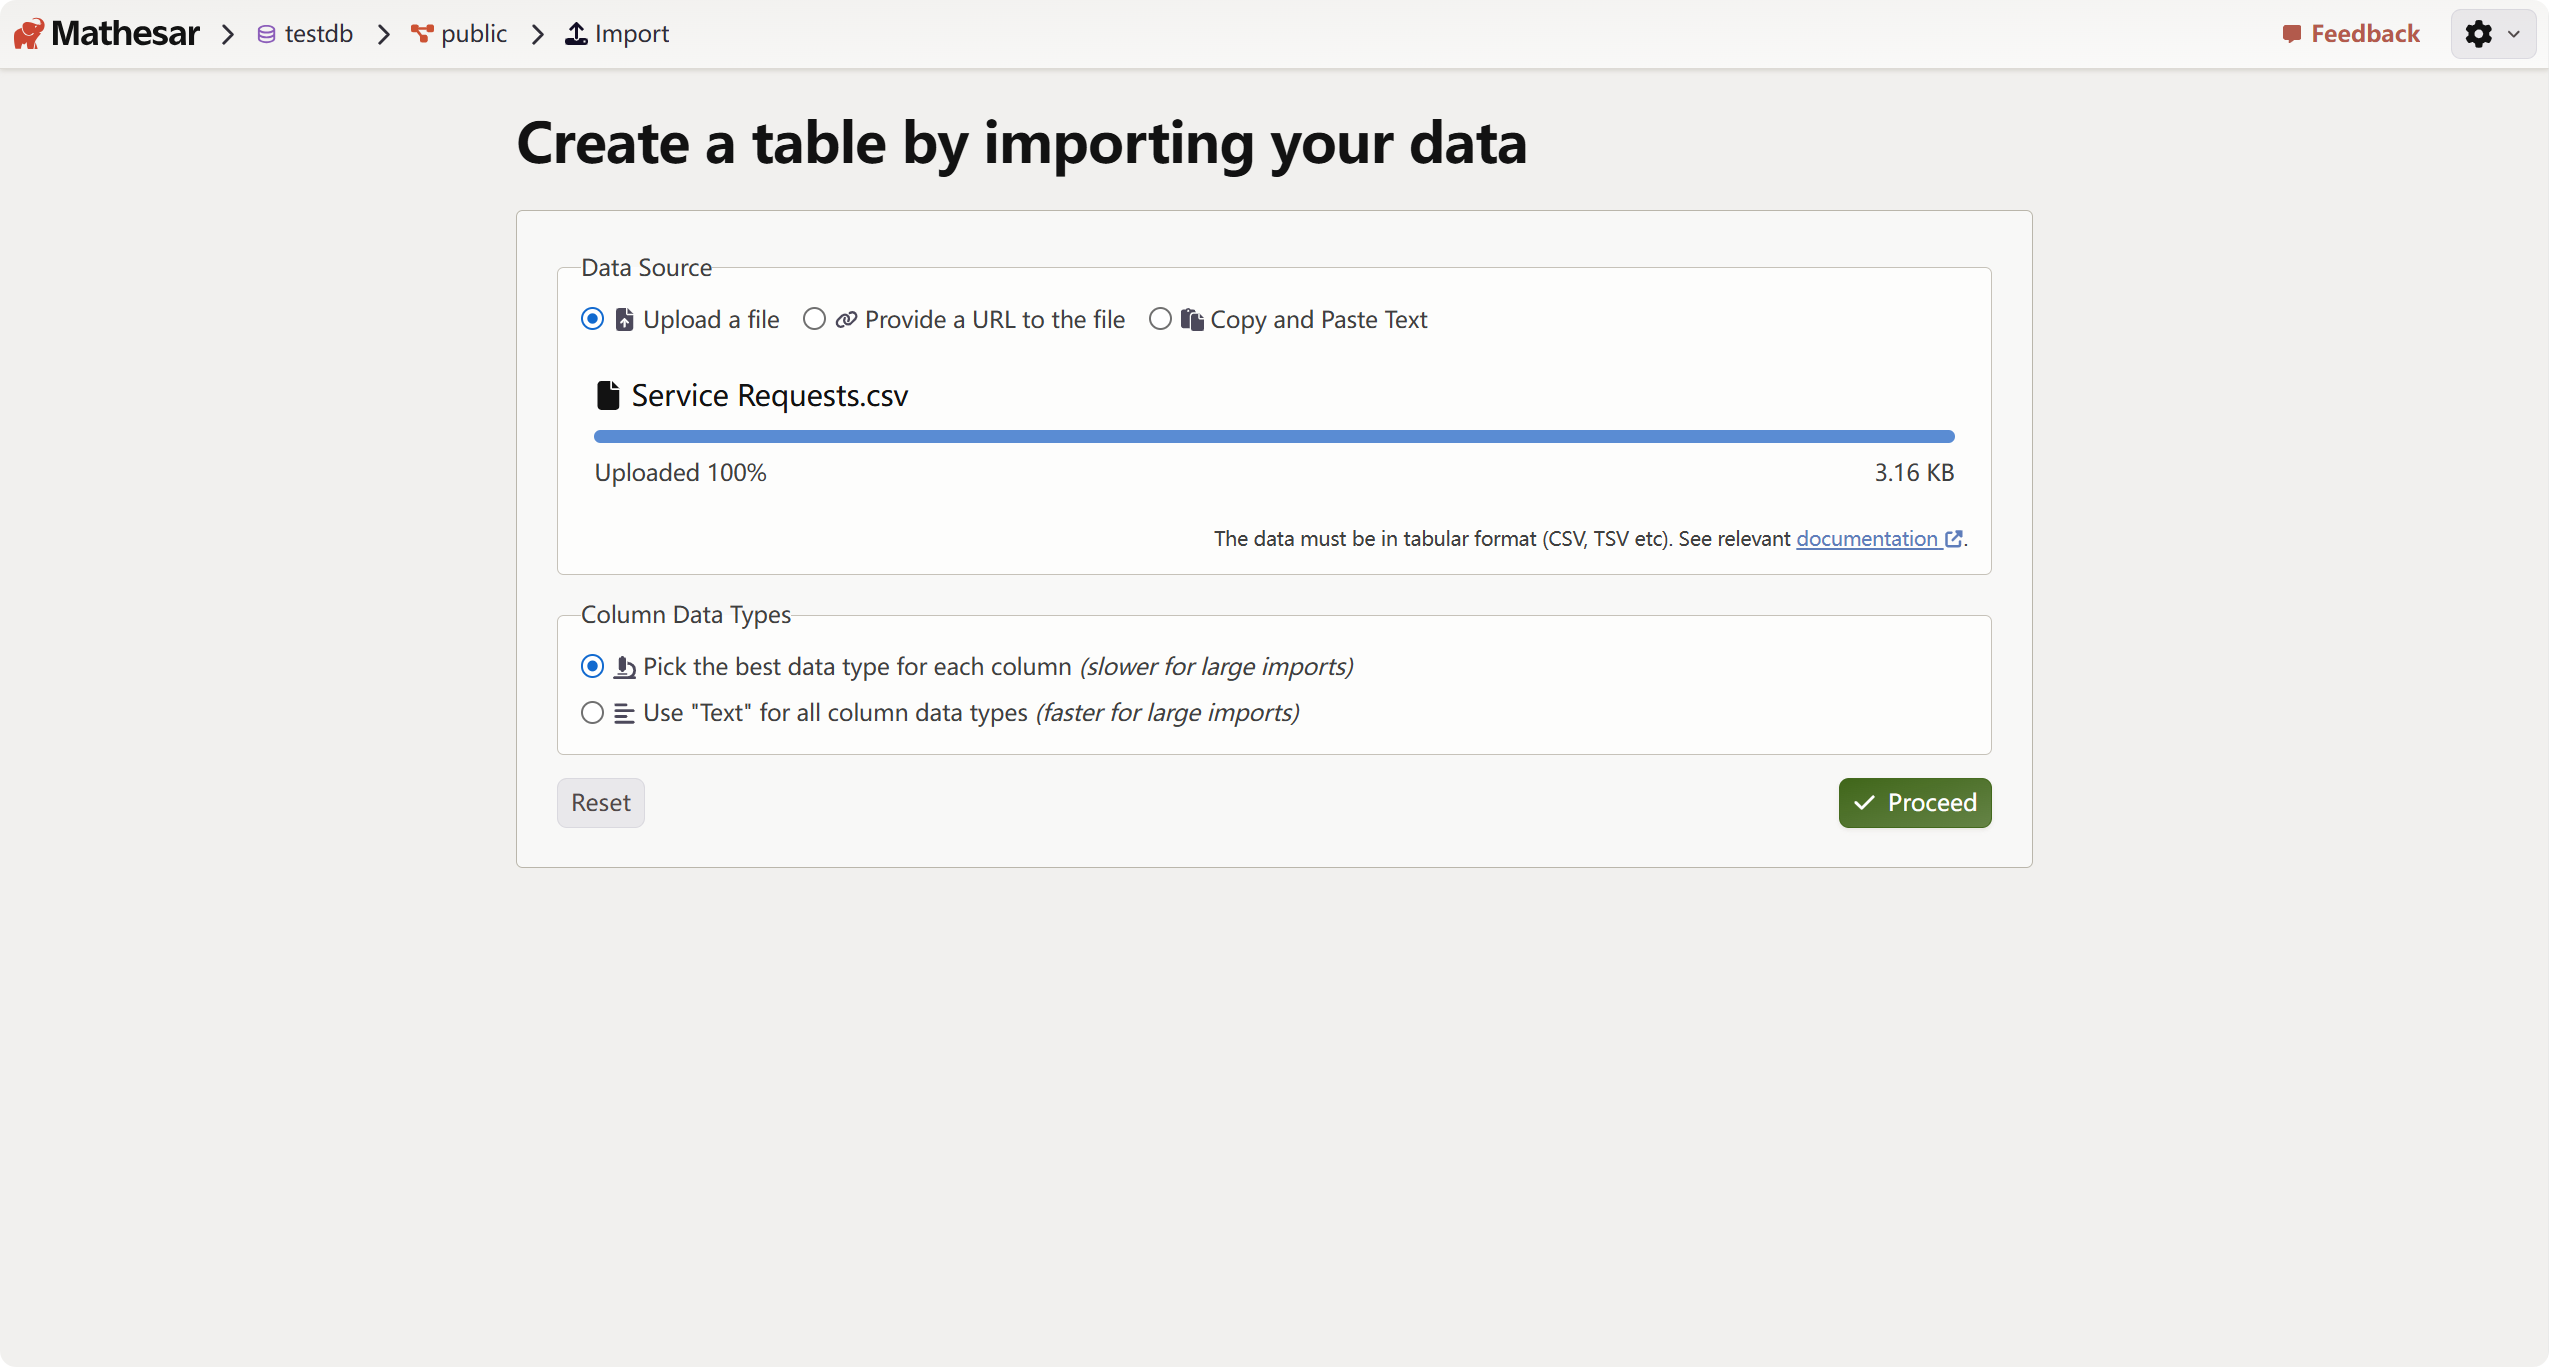 Mathesar testdb public Import Feedback
Create a table by importing your data
Data Source
Upload a file Provide a URL to the file Copy and Paste Text
Service Requests.csv
Uploaded 100% 3.16 KB
The data must be in tabular format (CSV, TSV etc). See relevant documentation.
Column Data Types
Pick the best data type for each column (slower for large imports)
Use "Text" for all column data types (faster for large imports)
Reset Proceed